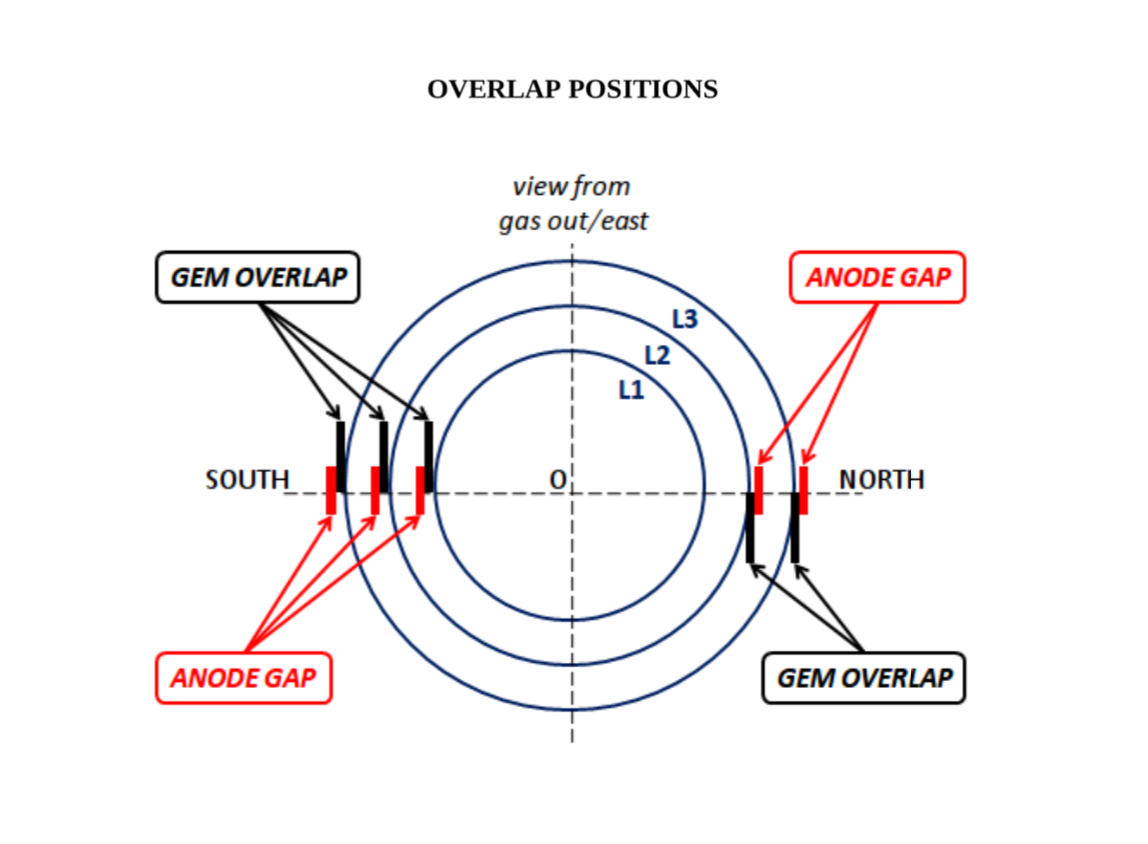 OVERLAP POSITIONS
view from
gas out/east
GEM OVERLAP
ANODE GAP
L3
L2
L1
SOUTH
O
NORTH
ANODE GAP
GEM OVERLAP